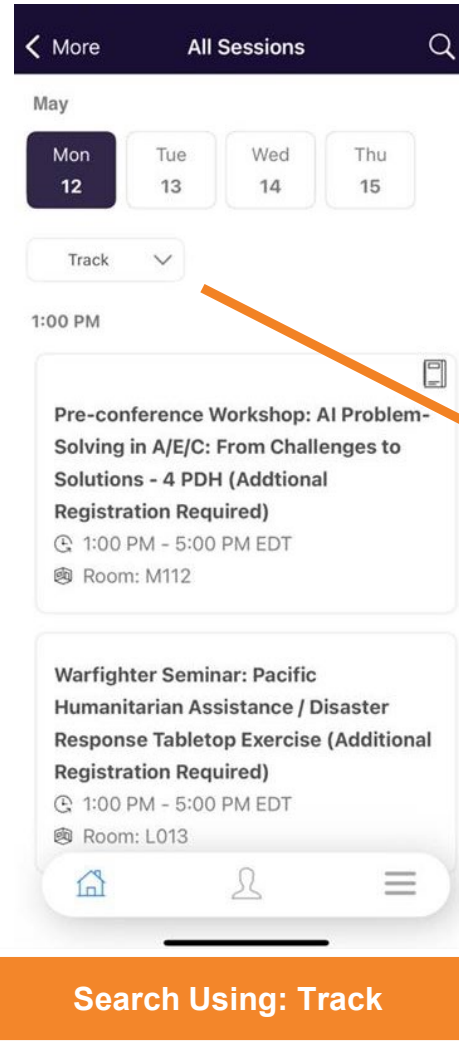 More
All Sessions
May
Mon
12
Tue
13
Wed
14
Thu
15
Track
1:00 PM
Pre-conference Workshop: AI Problem-
Solving in A/E/C: From Challenges to
Solutions - 4 PDH (Addtional
Registration Required)
1:00 PM - 5:00 PM EDT
Room: M112
Warfighter Seminar: Pacific
Humanitarian Assistance / Disaster
Response Tabletop Exercise (Additional
Registration Required)
1:00 PM - 5:00 PM EDT
Room: L013
Search Using: Track